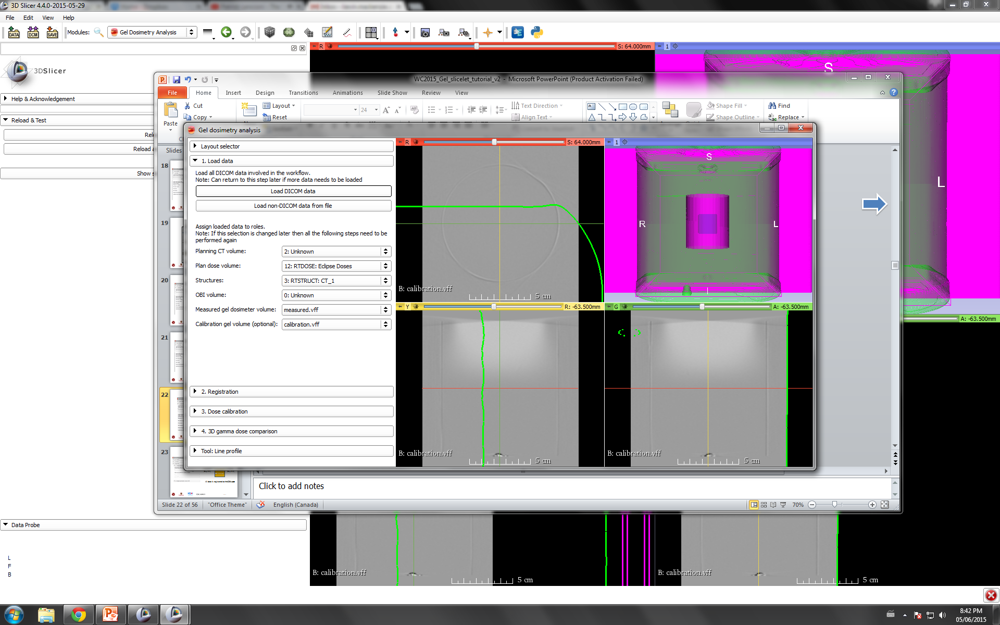 3D Slicer 4.4.0-2015-05-29
File Edit View Help
DATA DCM SAVE Modules: Gel Dosimetry Analysis
R S: 64.000mm 1
3DSlicer
S
WC2015_Gel_slicelet_tutorial_v2 - Microsoft PowerPoint (Product Activation Failed)
File Home Insert Design Transitions Animations Slide Show Review View
Help & Acknowledgement
Cut Layout 24 Text Direction Shape Fill Find
Copy Reset Align Text Shape Outline Replace
Reload & Test
Paste
Gel dosimetry analysis
Reload a
Show s
Slides
18
19
20
21
22
23
Layout selector
1. Load data
Load all DICOM data involved in the workflow.
Note: Can return to this step later if more data needs to be loaded
Load DICOM data
Load non-DICOM data from file
Assign loaded data to roles.
Note: If this selection is changed later then all the following steps need to be
performed again
Planning CT volume: 2: Unknown
Plan dose volume: 12: RTDOSE: Eclipse Doses
Structures: 3: RTSTRUCT: CT_1
OBI volume: 0: Unknown
Measured gel dosimeter volume: measured.vff
Calibration gel volume (optional): calibration.vff
2. Registration
3. Dose calibration
4. 3D gamma dose comparison
Tool: Line profile
R S: 64.000mm 1
S
R L
I
B: calibration.vff
5 cm
Y R: -63.500mm G A: -63.500mm
B: calibration.vff B: calibration.vff
5 cm 5 cm
L
A: -63.500mm
Click to add notes
Slide 22 of 56 "Office Theme" English (Canada) 70%
Data Probe
L
F
B
B: calibration.vff B: calibration.vff
5 cm 5 cm
8:42 PM
05/06/2015